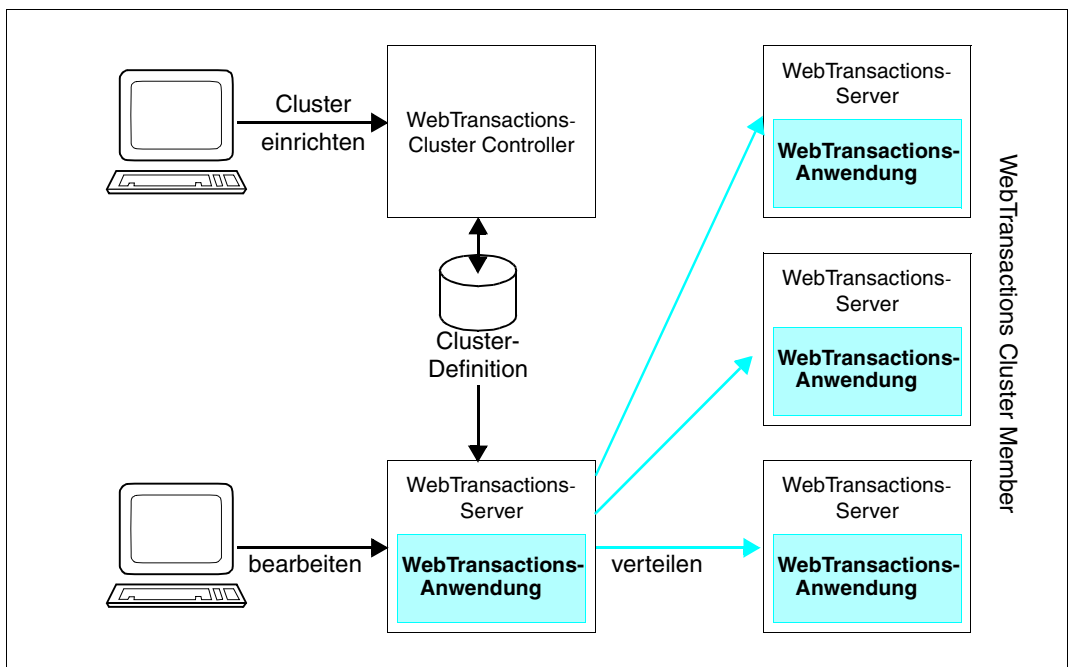 Cluster
einrichten
WebTransactions-
Cluster Controller
Cluster-
Definition
bearbeiten
WebTransactions-
Server
WebTransactions-
Anwendung
verteilen
WebTransactions-
Server
WebTransactions-
Anwendung
WebTransactions-
Server
WebTransactions-
Anwendung
WebTransactions-
Server
WebTransactions-
Anwendung
WebTransactions Cluster Member